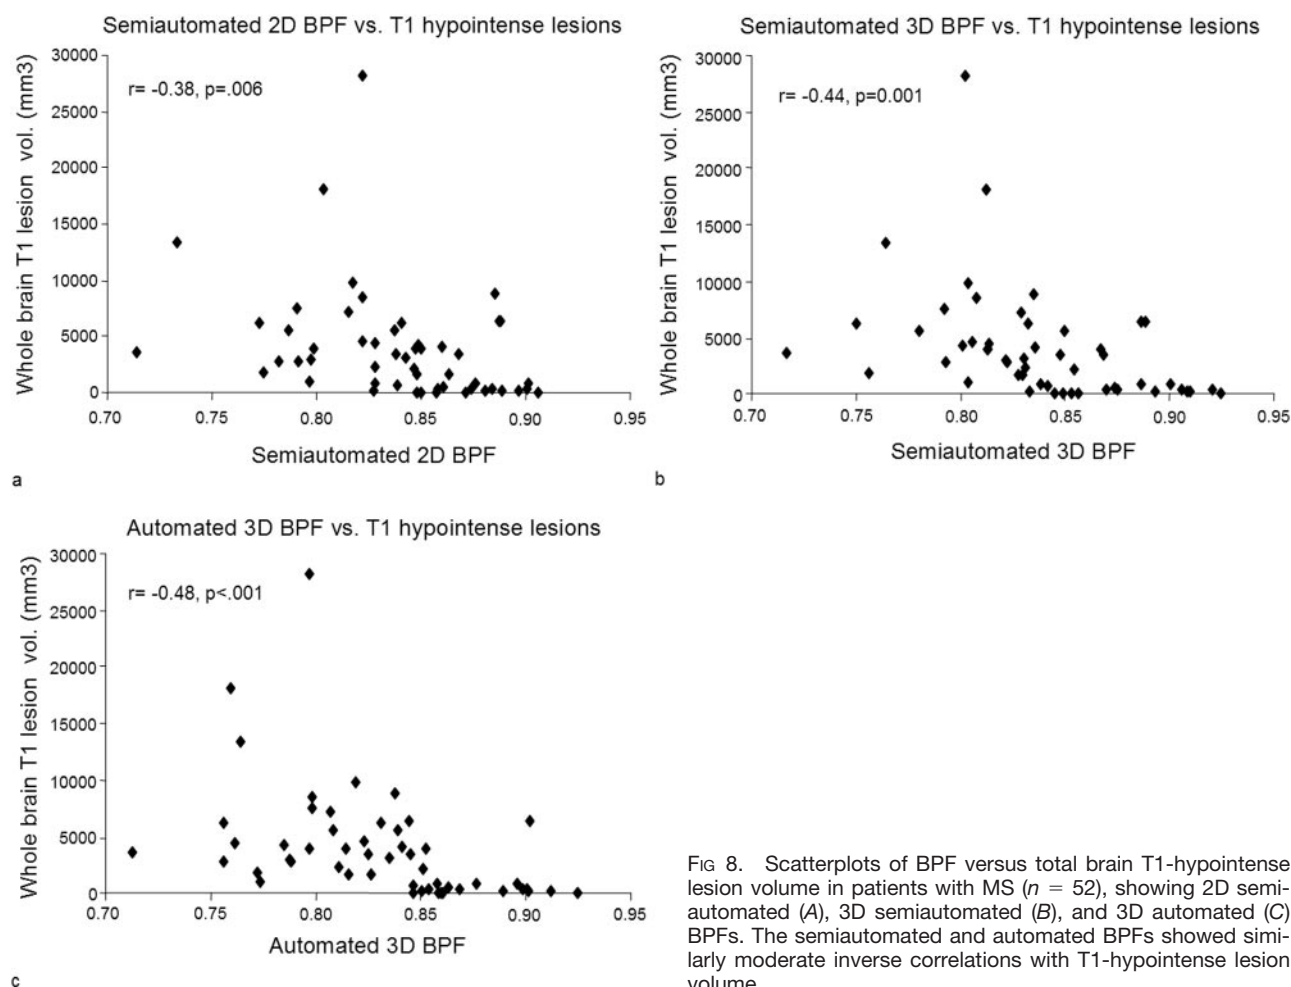 Semiautomated 2D BPF vs. T1 hypointense lesions
Whole brain T1 lesion vol. (mm3)
30000
25000
20000
15000
10000
5000
0
r= -0.38, p=.006
0.70 0.75 0.80 0.85 0.90 0.95
Semiautomated 2D BPF
a
Semiautomated 3D BPF vs. T1 hypointense lesions
Whole brain T1 lesion vol. (mm3)
30000
25000
20000
15000
10000
5000
0
r= -0.44, p=0.001
0.70 0.75 0.80 0.85 0.90 0.95
Semiautomated 3D BPF
b
Automated 3D BPF vs. T1 hypointense lesions
Whole brain T1 lesion vol. (mm3)
30000
25000
20000
15000
10000
5000
0
r= -0.48, p<.001
0.70 0.75 0.80 0.85 0.90 0.95
Automated 3D BPF
c
FIG 8. Scatterplots of BPF versus total brain T1-hypointense
lesion volume in patients with MS (n = 52), showing 2D semi-
automated (A), 3D semiautomated (B), and 3D automated (C)
BPFs. The semiautomated and automated BPFs showed simi-
larly moderate inverse correlations with T1-hypointense lesion
volume